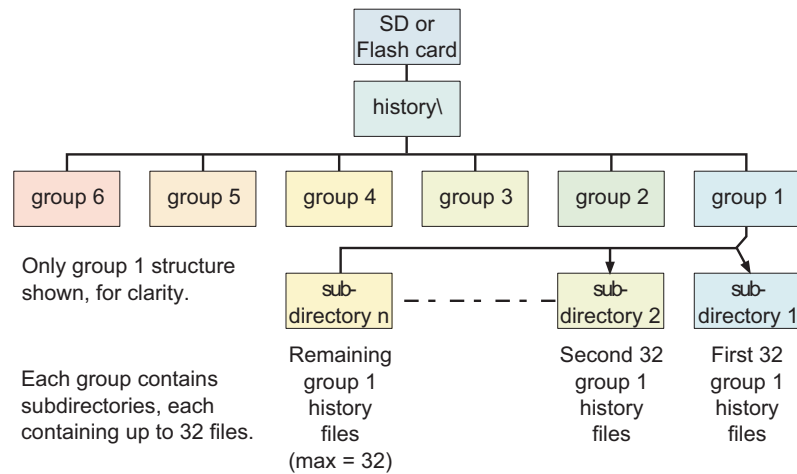 SD or
Flash card
history\
group 6
group 5
group 4
group 3
group 2
group 1
Only group 1 structure
shown, for clarity.
sub-
directory n
sub-
directory 2
sub-
directory 1
Each group contains
subdirectories, each
containing up to 32 files.
Remaining
group 1
history
files
(max = 32)
Second 32
group 1
history
files
First 32
group 1
history
files